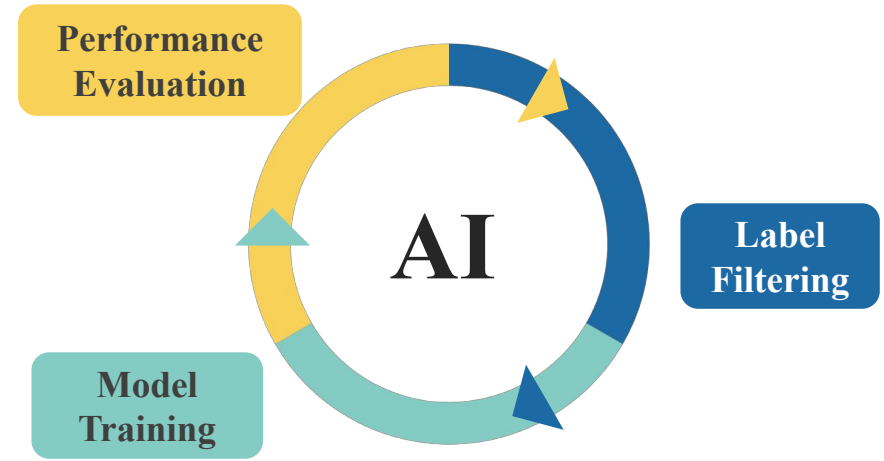 Performance
Evaluation
AI
Label
Filtering
Model
Training